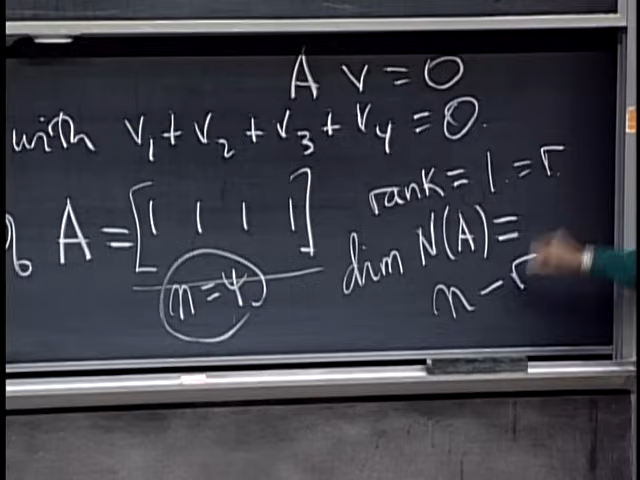 A v = 0
with v₁ + v₂ + v₃ + v₄ = 0.
A = [1 1 1 1]
rank = 1. = r.
dim N(A) =
n = 4
n - r